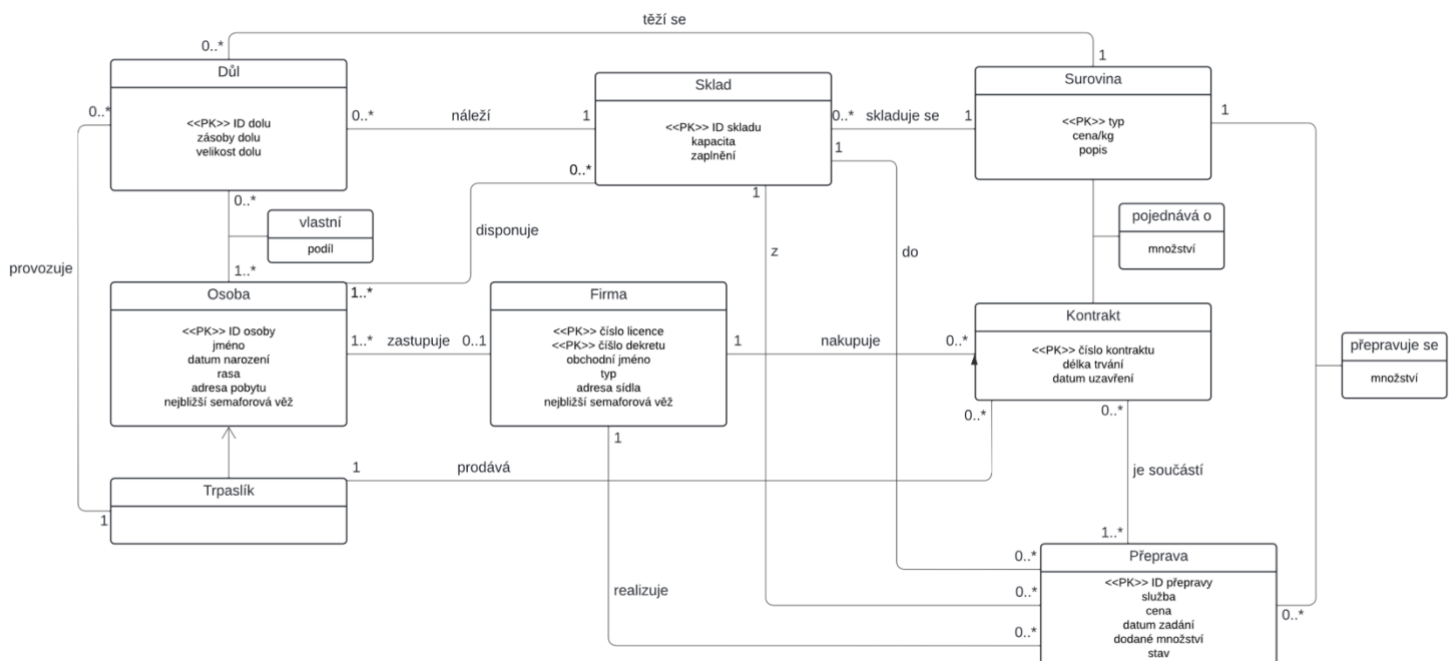 těží se
0..*
1
Důl
<<PK>> ID dolu
zásoby dolu
velikost dolu
0..*
0..*
náleží
1
Sklad
<<PK>> ID skladu
kapacita
zaplnění
0..*
skladuje se
1
Surovina
<<PK>> typ
cena/kg
popis
1
1
0..*
1
0..*
vlastní
podíl
disponuje
z
do
pojednává o
množství
provozuje
1..*
1..*
Osoba
<<PK>> ID osoby
jméno
datum narození
rasa
adresa pobytu
nejbližší semaforová věž
1..*
zastupuje
0..1
Firma
<<PK>> číslo licence
<<PK>> číšlo dekretu
obchodní jméno
typ
adresa sídla
nejbližší semaforová věž
1
nakupuje
0..*
Kontrakt
<<PK>> číslo kontraktu
délka trvání
datum uzavření
přepravuje se
množství
0..*
0..*
1
1
prodává
je součástí
Trpaslík
1
1..*
realizuje
0..*
0..*
0..*
Přeprava
<<PK>> ID přepravy
služba
cena
datum zadání
dodané množství
stav
0..*